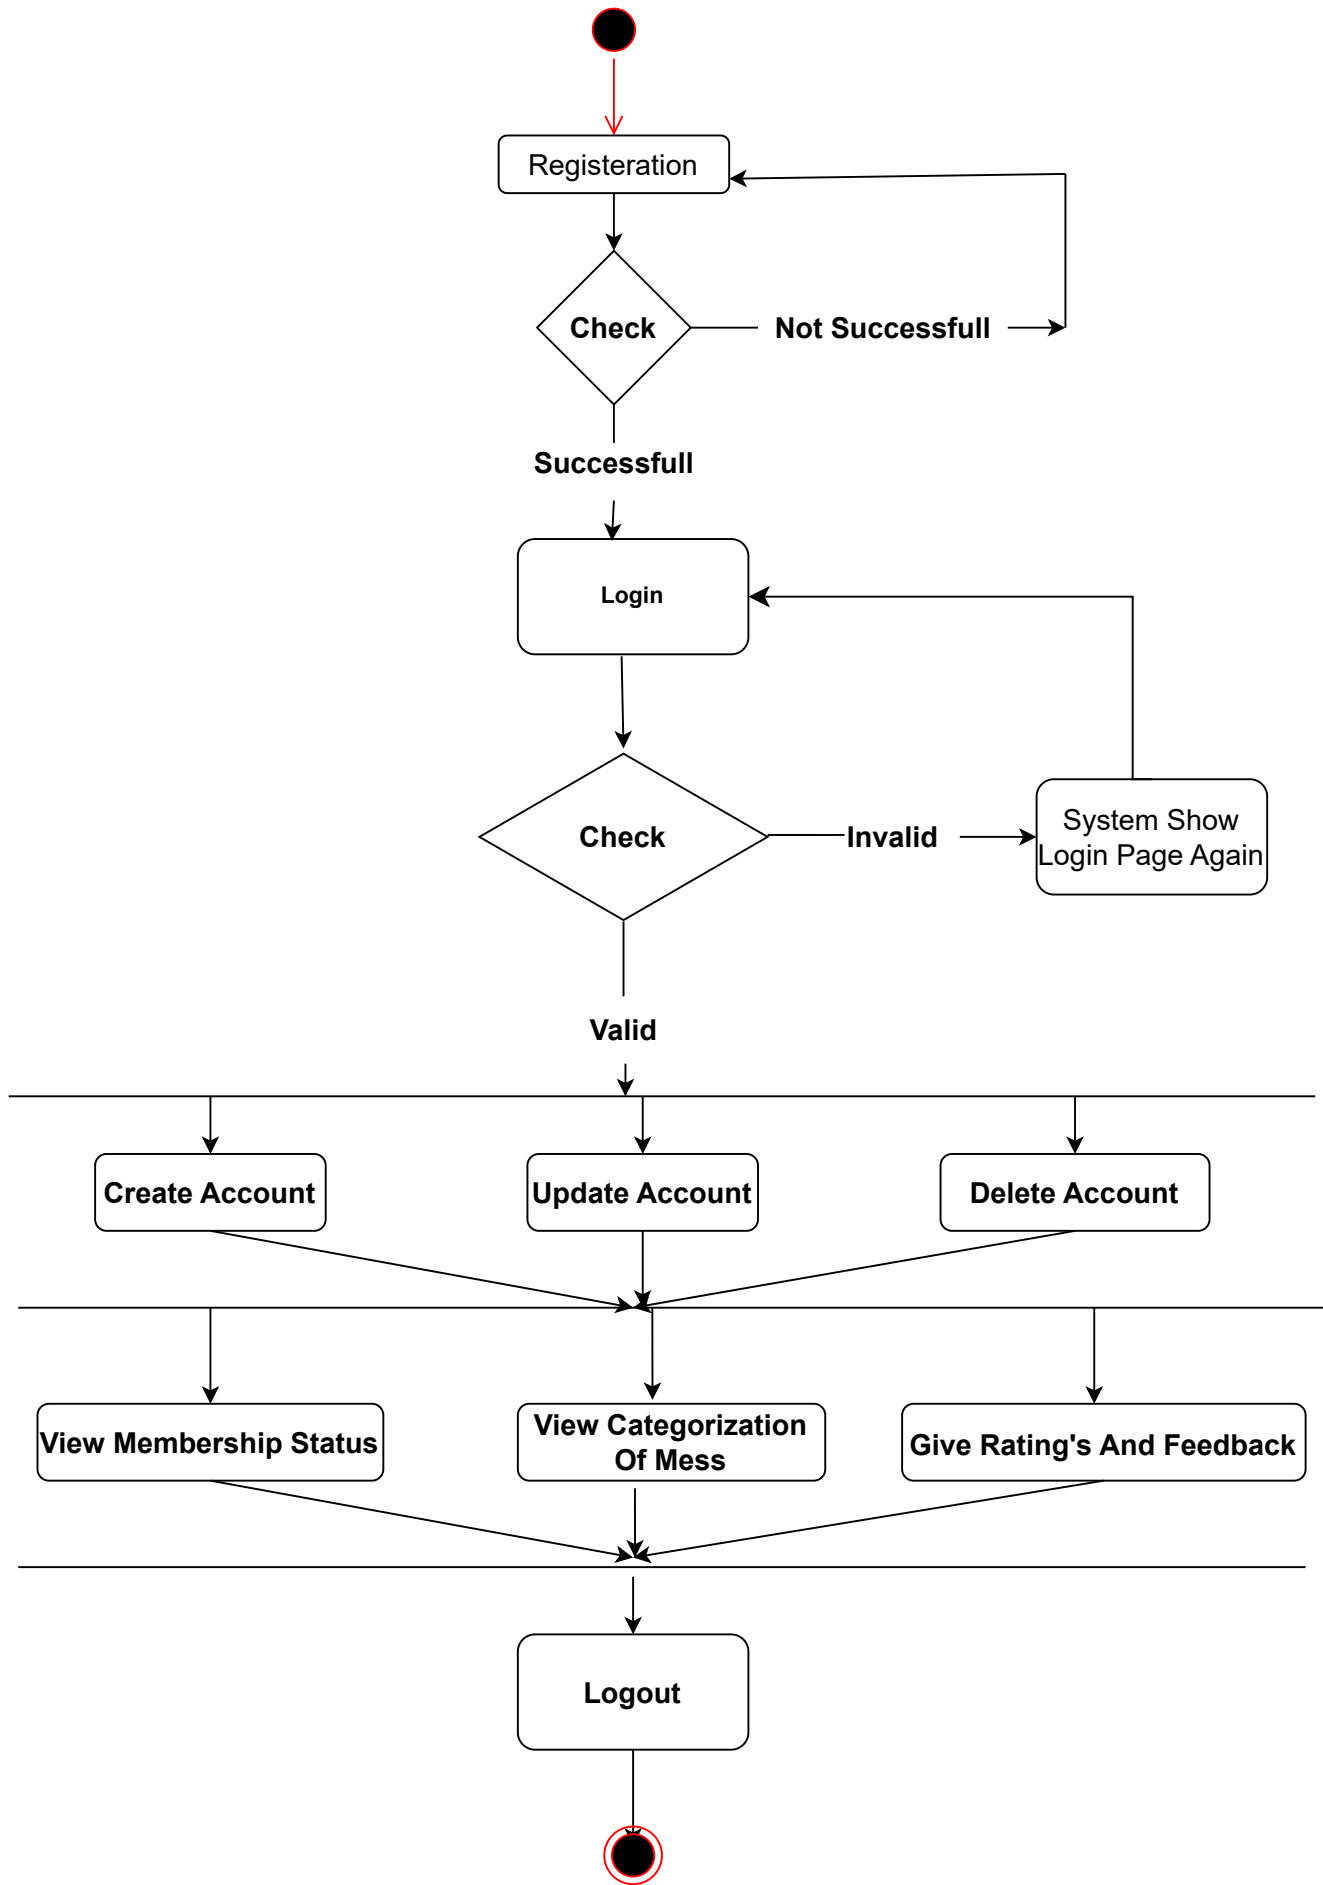 Registeration
Check
Not Successfull
Successfull
Login
Check
Invalid
System Show
Login Page Again
Valid
Create Account
Update Account
Delete Account
View Membership Status
View Categorization
Of Mess
Give Rating's And Feedback
Logout